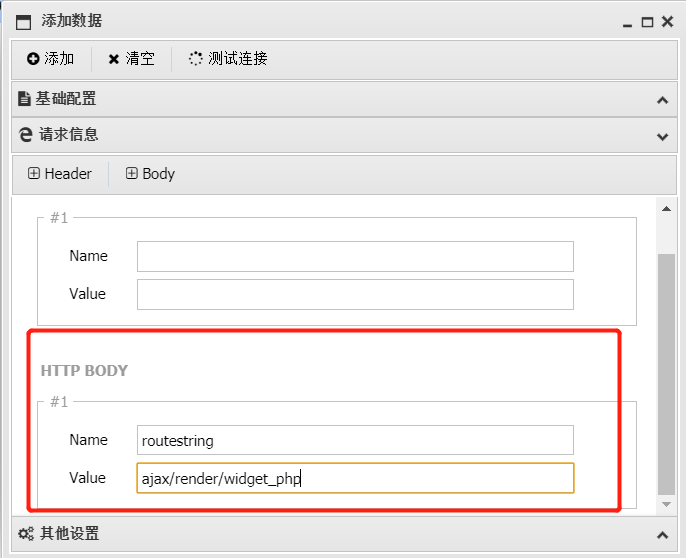 添加数据
添加 清空 测试连接
基础配置
请求信息
Header Body
#1
Name
Value
HTTP BODY
#1
Name routestring
Value ajax/render/widget_php
其他设置